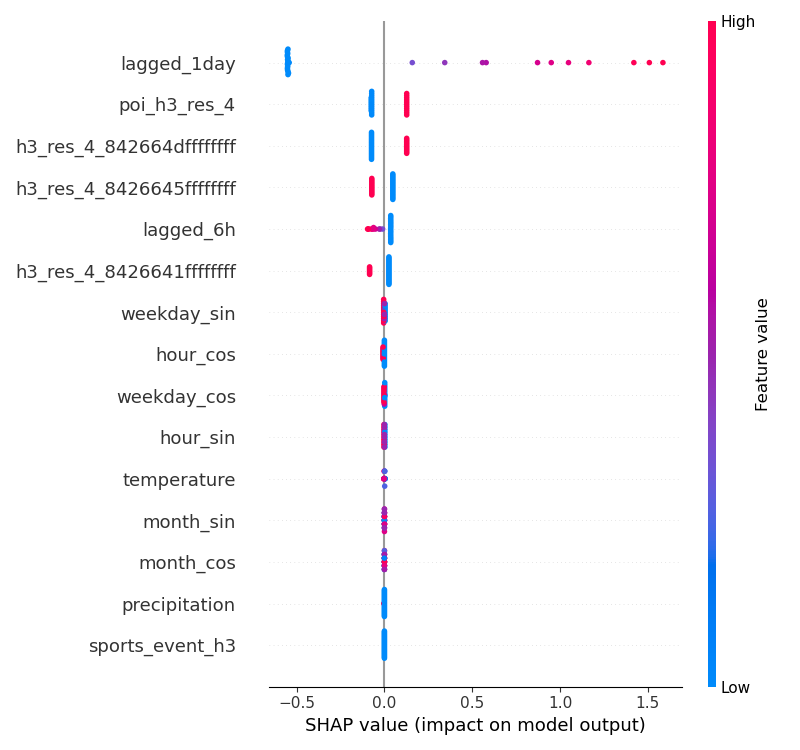 High
lagged_1day
poi_h3_res_4
h3_res_4_842664dffffffff
h3_res_4_8426645ffffffff
lagged_6h
h3_res_4_8426641ffffffff
weekday_sin
hour_cos
weekday_cos
hour_sin
temperature
month_sin
month_cos
precipitation
sports_event_h3
Feature value
Low
−0.5 0.0 0.5 1.0 1.5
SHAP value (impact on model output)